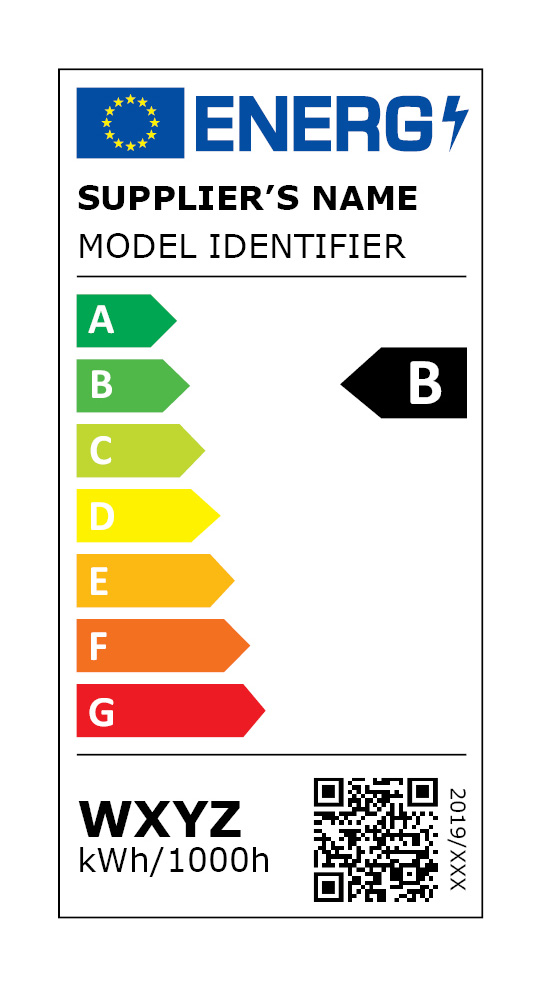 ENERG
SUPPLIER’S NAME
MODEL IDENTIFIER
A
B
B
C
D
E
F
G
WXYZ
kWh/1000h
2019/XXX